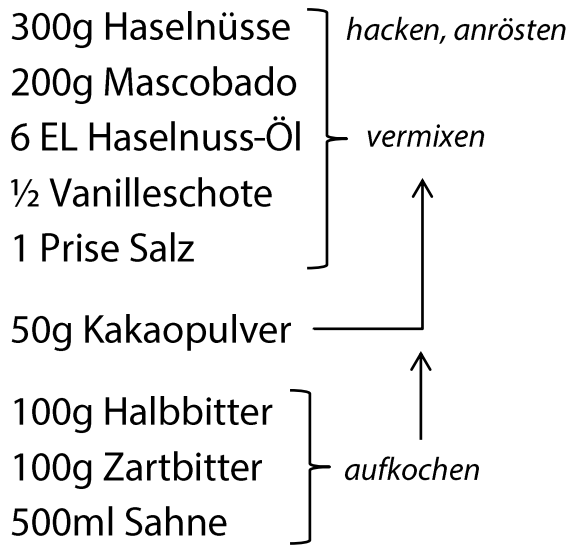 300g Haselnüsse hacken, anrösten
200g Mascobado
6 EL Haselnuss-Öl vermixen
½ Vanilleschote
1 Prise Salz
50g Kakaopulver
100g Halbbitter
100g Zartbitter aufkochen
500ml Sahne